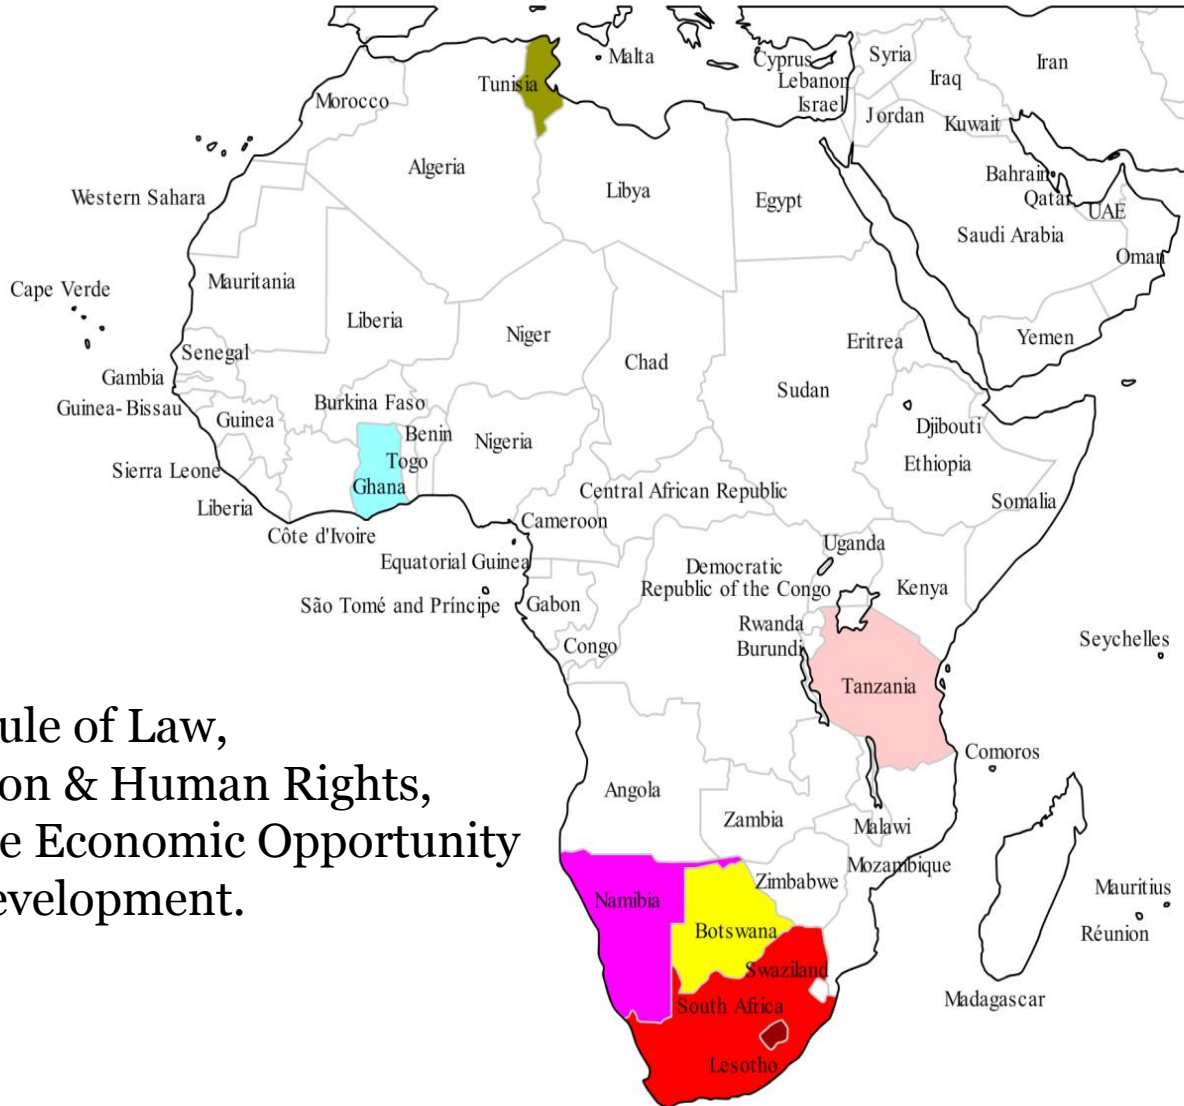 Malta
Cyprus
Syria
Iran
Tunisia
Lebanon
Iraq
Morocco
Israel
Jordan
Kuwait
Algeria
Libya
Egypt
Bahrain
Qatar
UAE
Western Sahara
Saudi Arabia
Oman
Cape Verde
Mauritania
Liberia
Niger
Chad
Sudan
Eritrea
Yemen
Senegal
Gambia
Guinea-Bissau
Guinea
Burkina Faso
Benin
Nigeria
Djibouti
Togo
Ethiopia
Sierra Leone
Ghana
Central African Republic
Somalia
Liberia
Cameroon
Côte d'Ivoire
Uganda
Equatorial Guinea
Democratic
Republic of the Congo
Kenya
São Tomé and Príncipe
Gabon
Rwanda
Congo
Burundi
Seychelles
Tanzania
ule of Law,
on & Human Rights,
e Economic Opportunity
evelopment.
Comoros
Angola
Zambia
Malawi
Mozambique
Namibia
Zimbabwe
Mauritius
Botswana
Réunion
Swaziland
South Africa
Madagascar
Lesotho